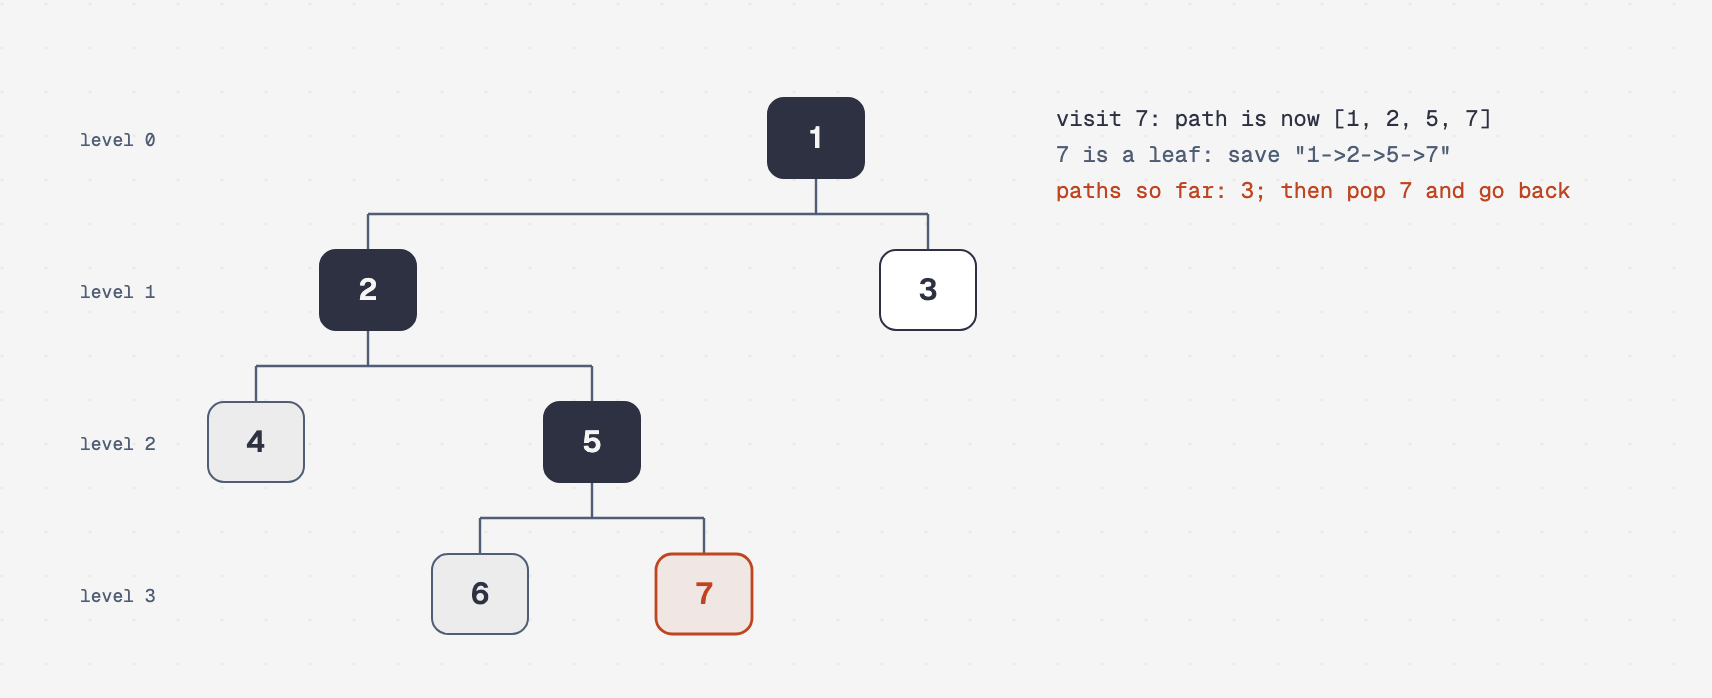 level 0
1
visit 7: path is now [1, 2, 5, 7]
7 is a leaf: save "1->2->5->7"
paths so far: 3; then pop 7 and go back
level 1
2
3
level 2
4
5
level 3
6
7